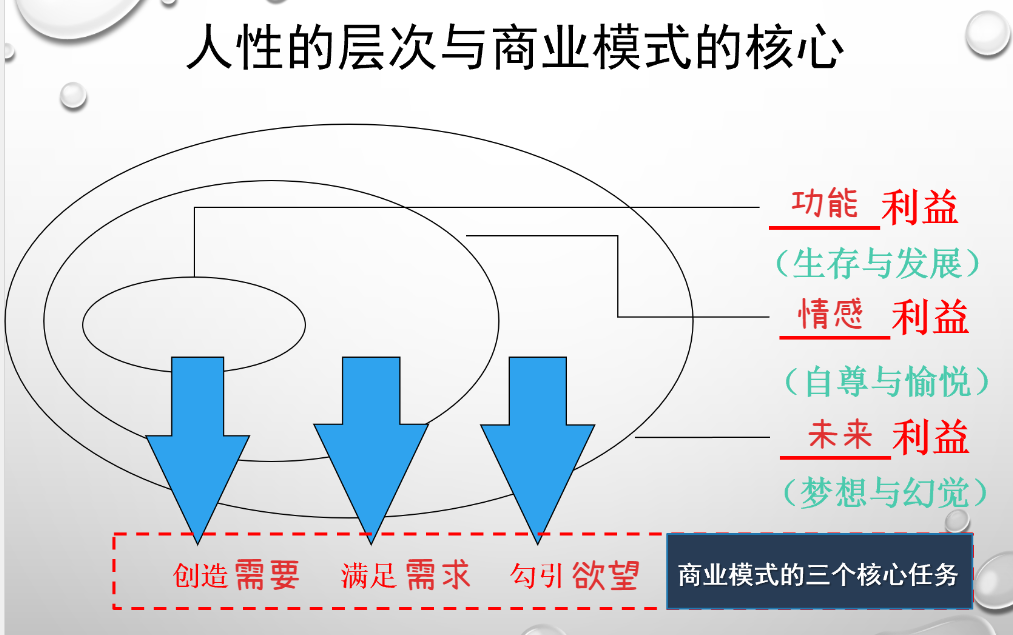 人性的层次与商业模式的核心
功能利益
（生存与发展）
情感利益
（自尊与愉悦）
未来利益
（梦想与幻觉）
创造需要 满足需求 勾引欲望 商业模式的三个核心任务